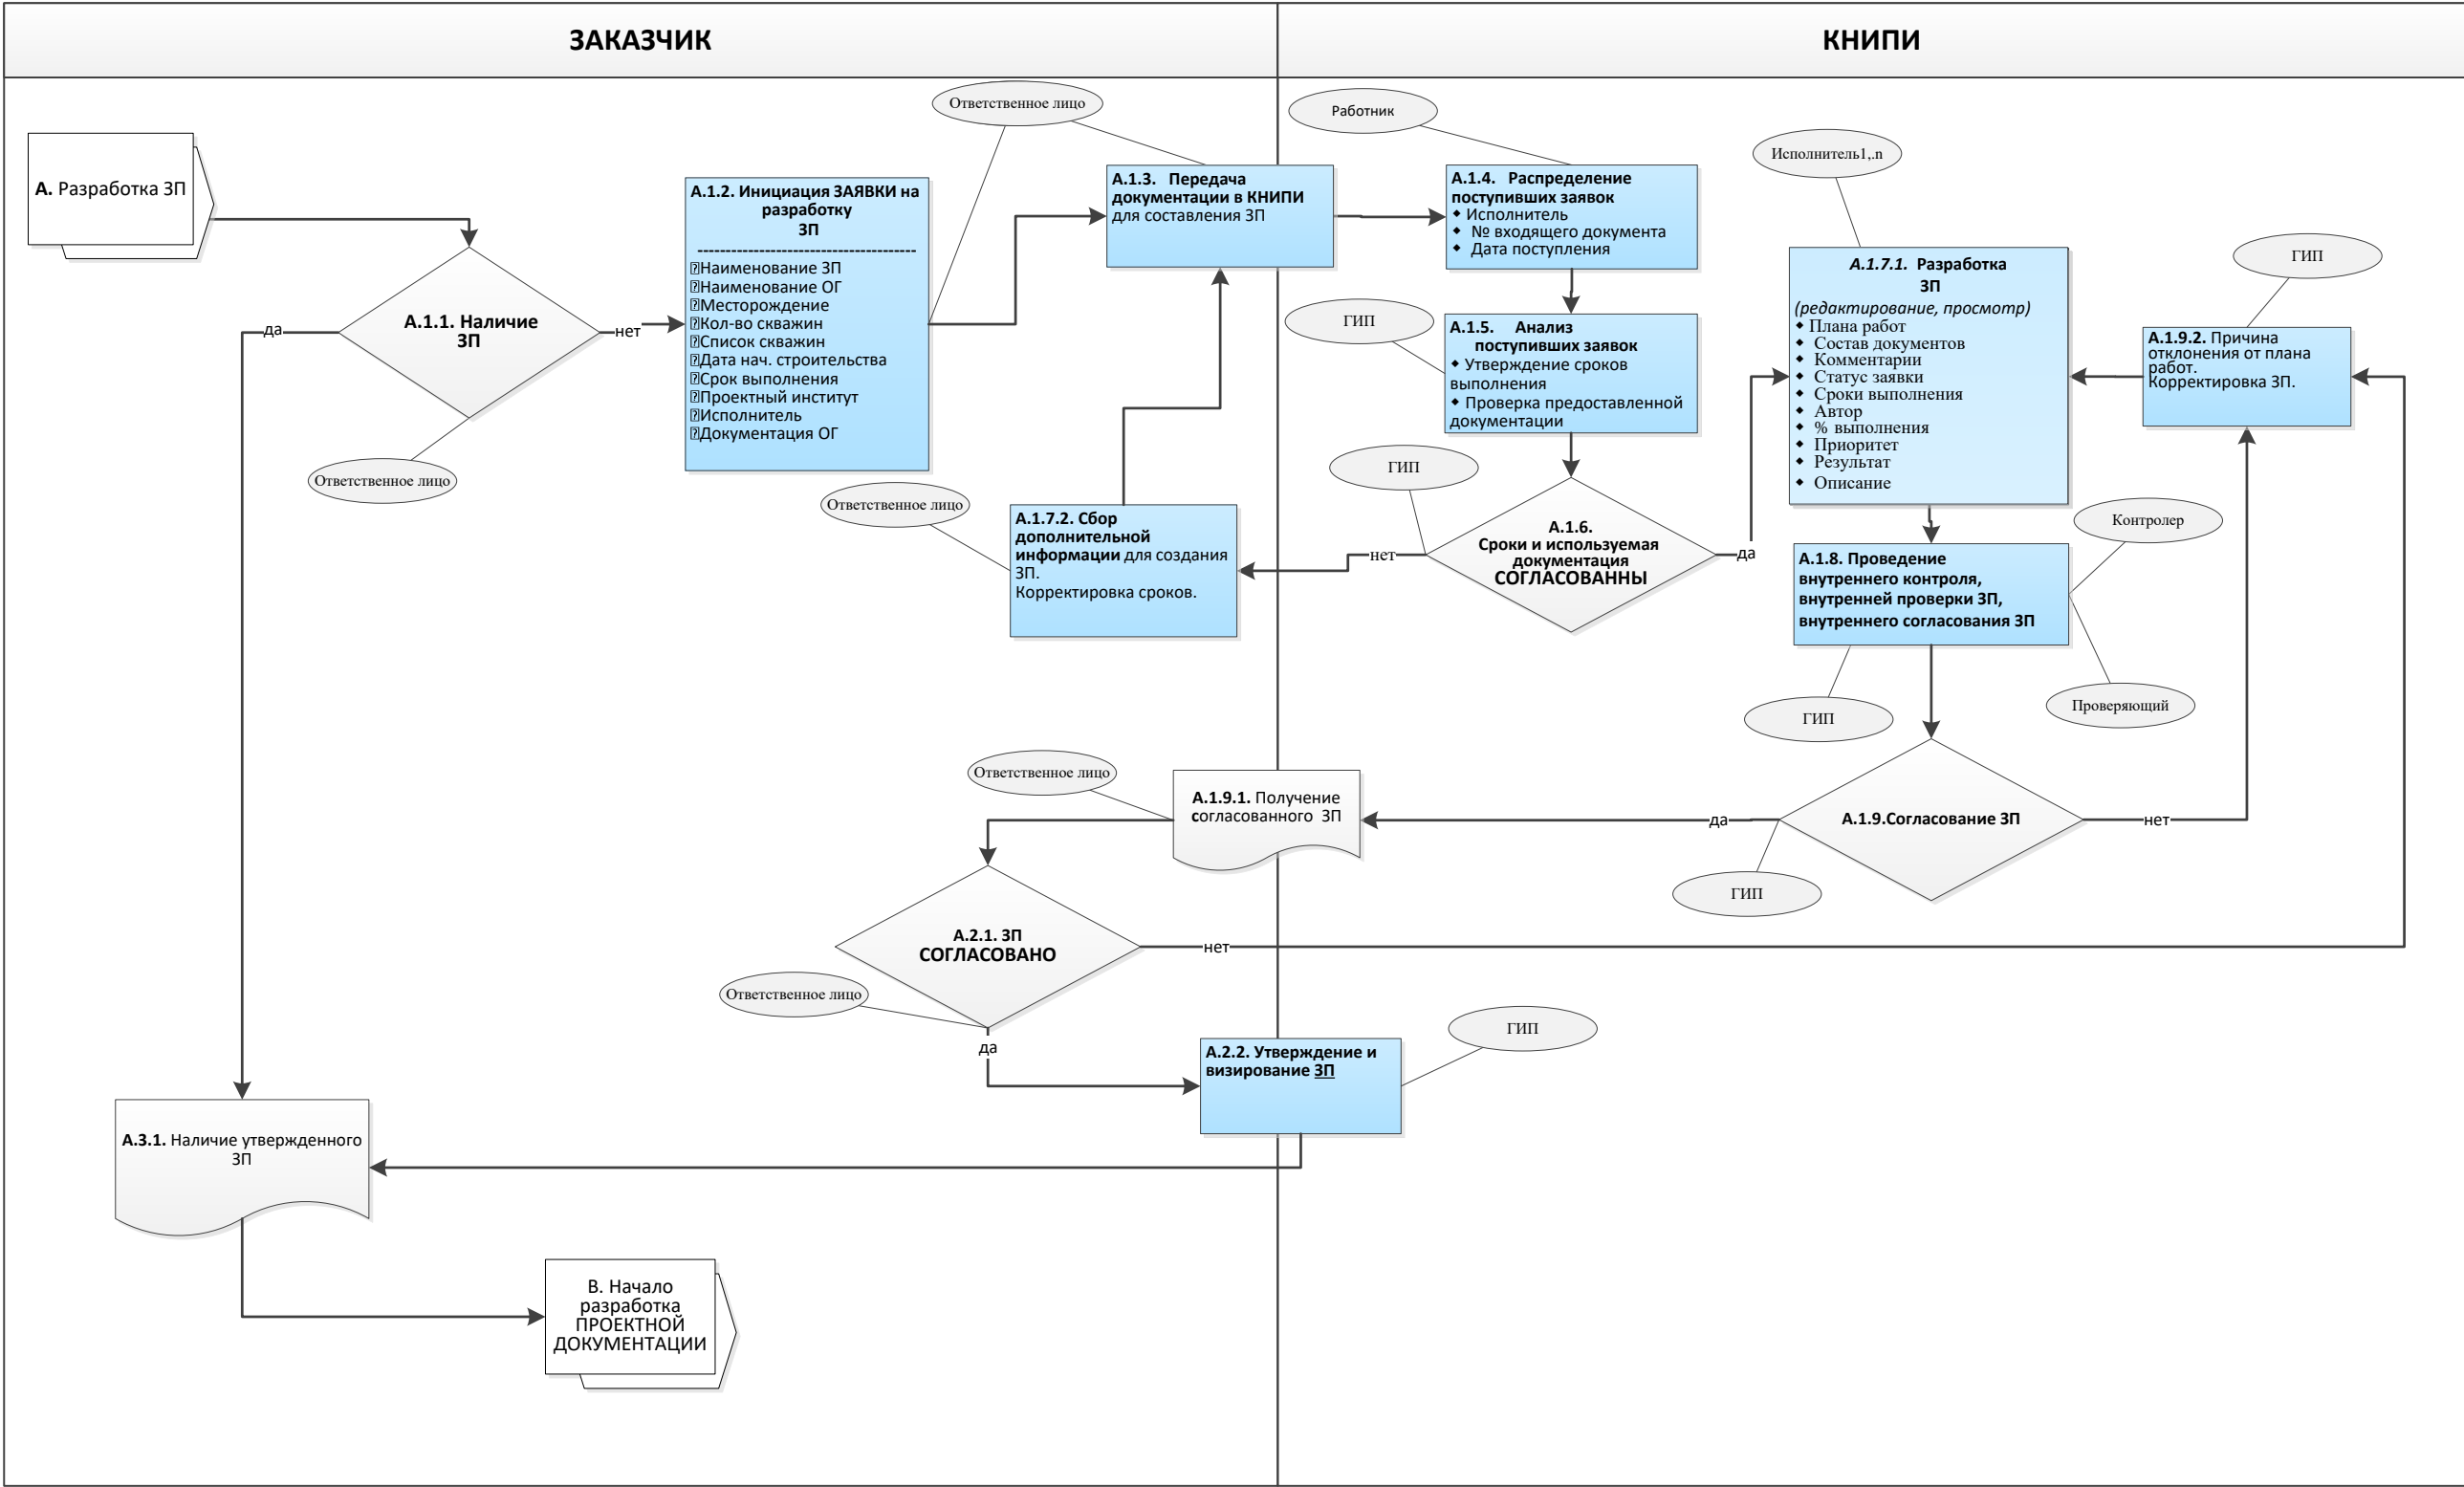 ЗАКАЗЧИК
КНИПИ
А. Разработка ЗП
А.1.1. Наличие
ЗП
да
нет
Ответственное лицо
А.1.2. Инициация ЗАЯВКИ на
разработку
ЗП
----------------------------------------
Наименование ЗП
Наименование ОГ
Месторождение
Кол-во скважин
Список скважин
Дата нач. строительства
Срок выполнения
Проектный институт
Исполнитель
Документация ОГ
Ответственное лицо
А.1.3. Передача
документации в КНИПИ
для составления ЗП
Работник
А.1.4. Распределение
поступивших заявок
◆ Исполнитель
◆ № входящего документа
◆ Дата поступления
ГИП
А.1.5. Анализ
поступивших заявок
◆ Утверждение сроков
выполнения
◆ Проверка предоставленной
документации
ГИП
А.1.6.
Сроки и используемая
документация
СОГЛАСОВАННЫ
нет
да
Ответственное лицо
А.1.7.2. Сбор
дополнительной
информации для создания
ЗП.
Корректировка сроков.
Исполнитель1,.n
А.1.7.1. Разработка
ЗП
(редактирование, просмотр)
◆ Плана работ
◆ Состав документов
◆ Комментарии
◆ Статус заявки
◆ Сроки выполнения
◆ Автор
◆ % выполнения
◆ Приоритет
◆ Результат
◆ Описание
ГИП
А.1.9.2. Причина
отклонения от плана
работ.
Корректировка ЗП.
Контролер
А.1.8. Проведение
внутреннего контроля,
внутренней проверки ЗП,
внутреннего согласования ЗП
ГИП
Проверяющий
А.1.9.Согласование ЗП
да
нет
ГИП
Ответственное лицо
А.1.9.1. Получение
согласованного ЗП
А.2.1. ЗП
СОГЛАСОВАНО
нет
Ответственное лицо
да
А.2.2. Утверждение и
визирование ЗП
ГИП
А.3.1. Наличие утвержденного
ЗП
В. Начало
разработка
ПРОЕКТНОЙ
ДОКУМЕНТАЦИИ